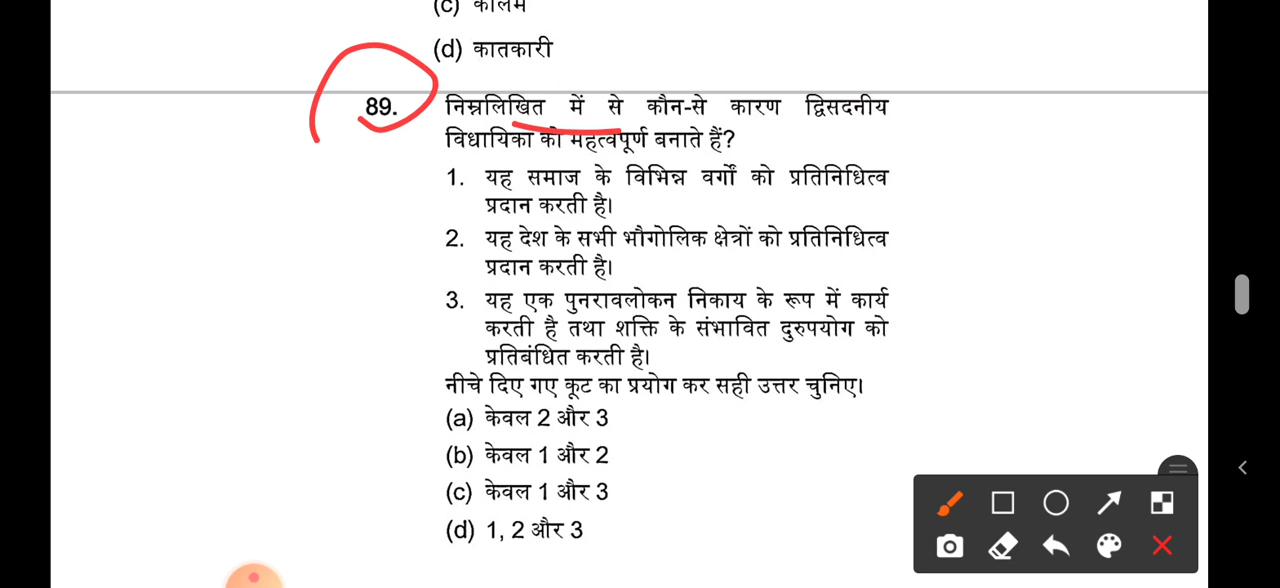 (c) कोलम
(d) कातकारी
89. निम्नलिखित में से कौन-से कारण द्विसदनीय
विधायिका को महत्वपूर्ण बनाते हैं?
1. यह समाज के विभिन्न वर्गों को प्रतिनिधित्व
प्रदान करती है।
2. यह देश के सभी भौगोलिक क्षेत्रों को प्रतिनिधित्व
प्रदान करती है।
3. यह एक पुनरावलोकन निकाय के रूप में कार्य
करती है तथा शक्ति के संभावित दुरुपयोग को
प्रतिबंधित करती है।
नीचे दिए गए कूट का प्रयोग कर सही उत्तर चुनिए।
(a) केवल 2 और 3
(b) केवल 1 और 2
(c) केवल 1 और 3
(d) 1, 2 और 3